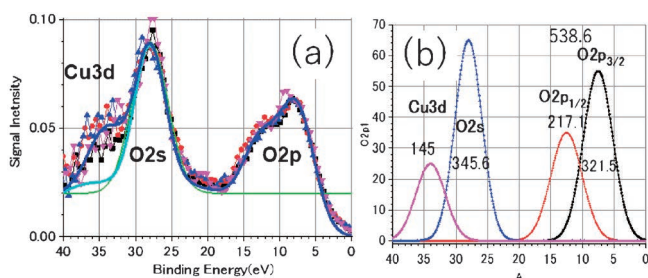 (a)
0.10
0.05
0.00
Signal Inetnsity
Cu3d
O2s
O2p
40 35 30 25 20 15 10 5 0
Binding Energy(eV)
(b)
538.6
O2p3/2
O2p1/2
217.1
321.5
Cu3d
O2s
145
345.6
70
60
50
40
30
20
10
0
O2p1
40 35 30 25 20 15 10 5 0
A